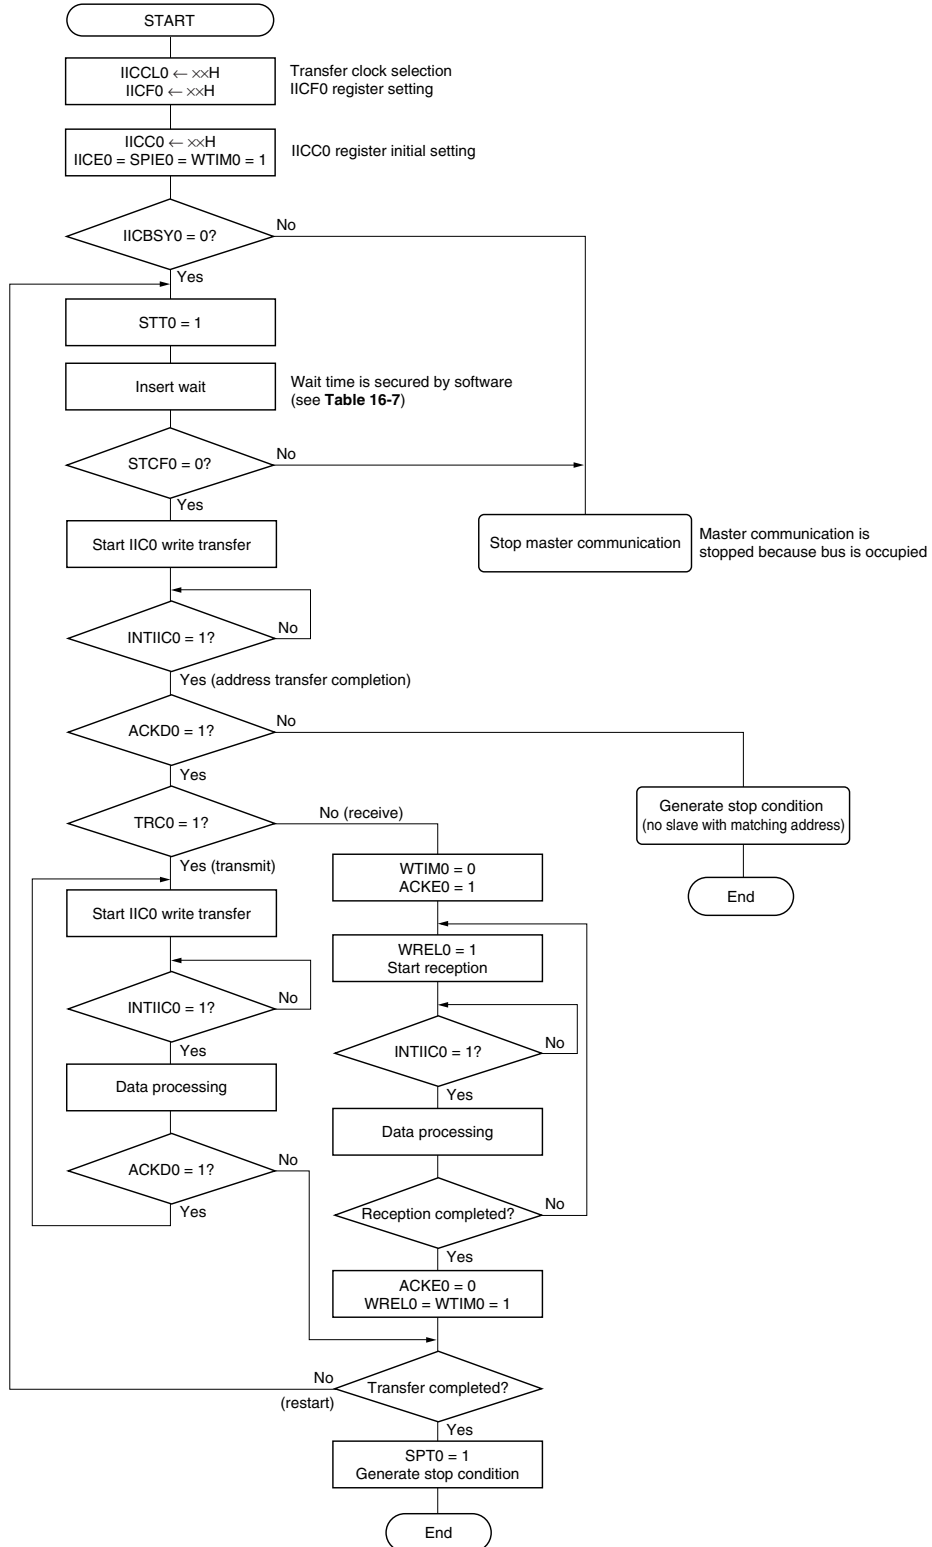 START
IICCL0 ← ××H
IICF0 ← ××H
Transfer clock selection
IICF0 register setting
IICC0 ← ××H
IICE0 = SPIE0 = WTIM0 = 1
IICC0 register initial setting
IICBSY0 = 0?
No
Yes
STT0 = 1
Insert wait
Wait time is secured by software
(see Table 16-7)
STCF0 = 0?
No
Yes
Start IIC0 write transfer
Stop master communication
Master communication is
stopped because bus is occupied
INTIIC0 = 1?
No
Yes (address transfer completion)
ACKD0 = 1?
No
Yes
Generate stop condition
(no slave with matching address)
End
TRC0 = 1?
No (receive)
Yes (transmit)
WTIM0 = 0
ACKE0 = 1
Start IIC0 write transfer
WREL0 = 1
Start reception
INTIIC0 = 1?
No
Yes
INTIIC0 = 1?
No
Yes
Data processing
Data processing
ACKD0 = 1?
No
Yes
Reception completed?
No
Yes
ACKE0 = 0
WREL0 = WTIM0 = 1
Transfer completed?
No
(restart)
Yes
SPT0 = 1
Generate stop condition
End